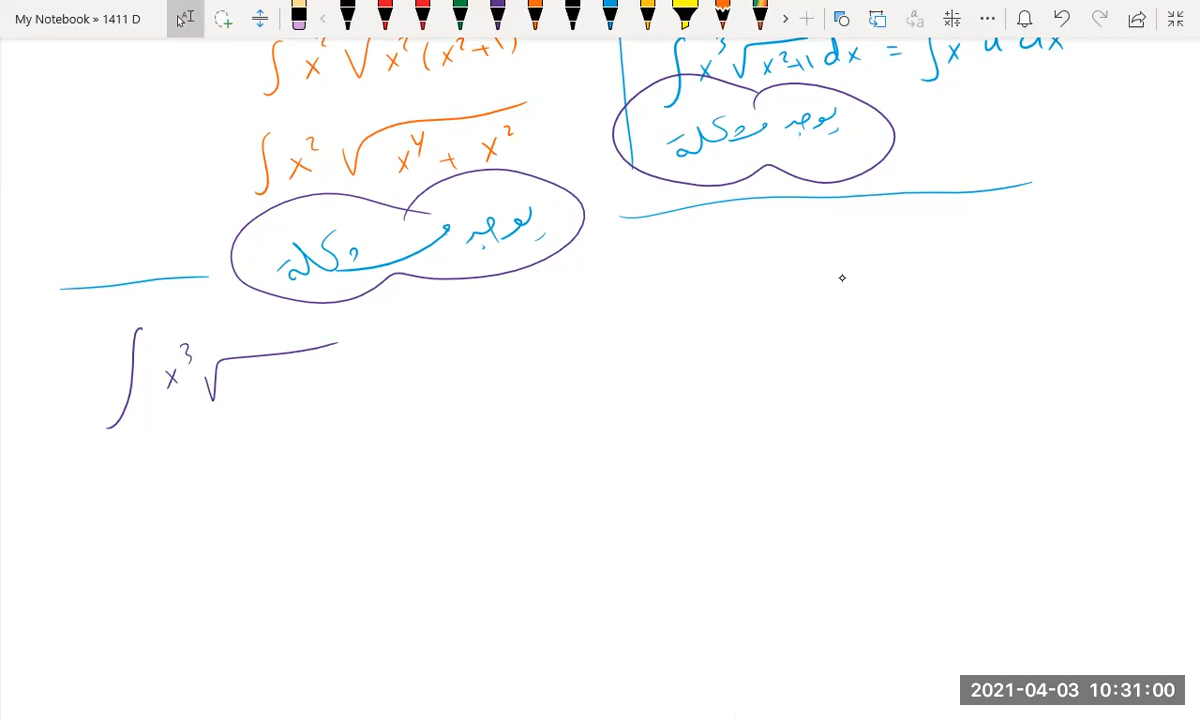 My Notebook » 1411 D
∫ x² √x² (x²+1)
∫ x² √x⁴ + x²
يوجد مشكلة
∫ x³ √x²+1 dx = ∫ x u dx
يوجد مشكلة
∫ x³ √
2021-04-03 10:31:00